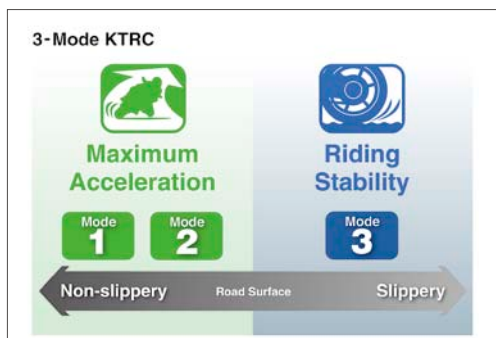 3-Mode KTRC
Maximum
Acceleration
Riding
Stability
Mode
1
Mode
2
Mode
3
Non-slippery
Road Surface
Slippery